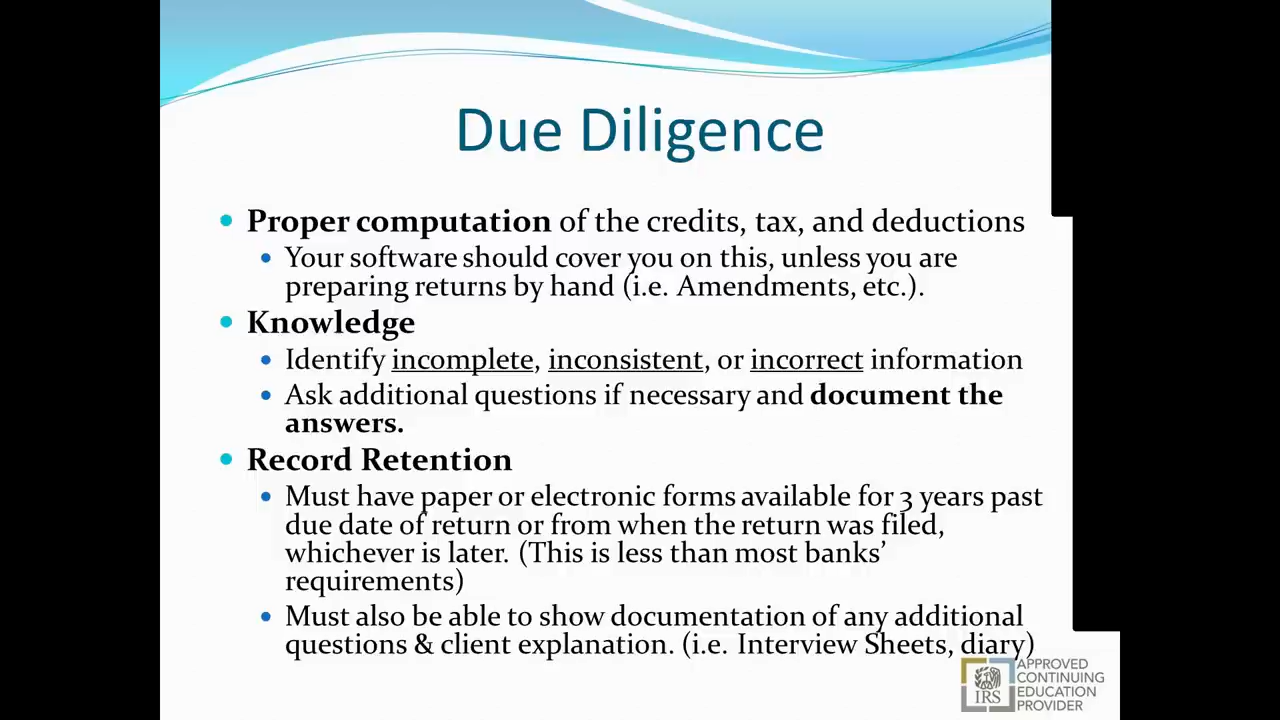 Due Diligence
Proper computation of the credits, tax, and deductions
Your software should cover you on this, unless you are
preparing returns by hand (i.e. Amendments, etc.).
Knowledge
Identify incomplete, inconsistent, or incorrect information
Ask additional questions if necessary and document the
answers.
Record Retention
Must have paper or electronic forms available for 3 years past
due date of return or from when the return was filed,
whichever is later. (This is less than most banks’
requirements)
Must also be able to show documentation of any additional
questions & client explanation. (i.e. Interview Sheets, diary)
IRS
APPROVED
CONTINUING
EDUCATION
PROVIDER